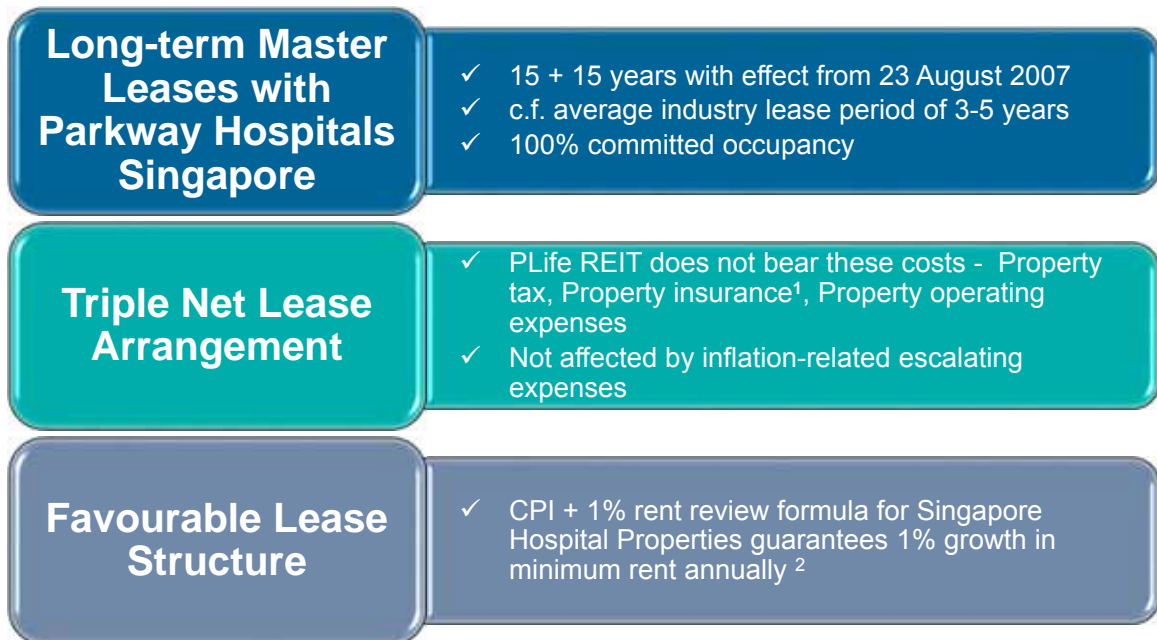 Long-term Master
Leases with
Parkway Hospitals
Singapore
✓ 15 + 15 years with effect from 23 August 2007
✓ c.f. average industry lease period of 3-5 years
✓ 100% committed occupancy
Triple Net Lease
Arrangement
✓ PLife REIT does not bear these costs - Property
tax, Property insurance¹, Property operating
expenses
✓ Not affected by inflation-related escalating
expenses
Favourable Lease
Structure
✓ CPI + 1% rent review formula for Singapore
Hospital Properties guarantees 1% growth in
minimum rent annually ²